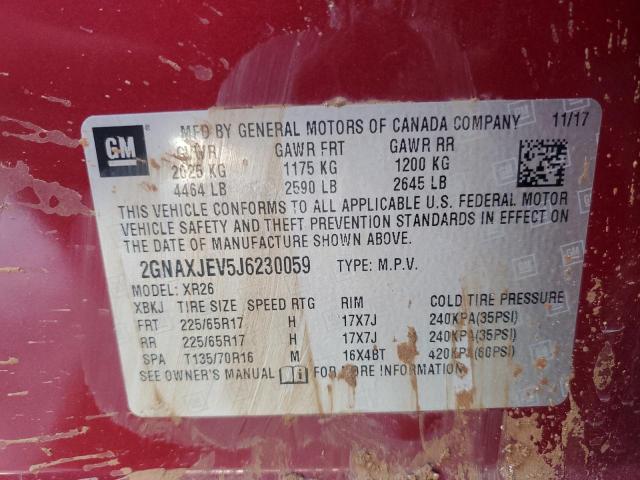 GM
MFD BY GENERAL MOTORS OF CANADA COMPANY 11/17
GVWR GAWR FRT GAWR RR
2025 KG 1175 KG 1200 KG
4464 LB 2590 LB 2645 LB
THIS VEHICLE CONFORMS TO ALL APPLICABLE U.S. FEDERAL MOTOR
VEHICLE SAFETY AND THEFT PREVENTION STANDARDS IN EFFECT ON
THE DATE OF MANUFACTURE SHOWN ABOVE.
2GNAXJEV5J6230059 TYPE: M.P.V.
MODEL: XR26
XBKJ TIRE SIZE SPEED RTG RIM COLD TIRE PRESSURE
FRT 225/65R17 H 17X7J 240KPA(35PSI)
RR 225/65R17 H 17X7J 240KPA(35PSI)
SPA T135/70R16 M 16X4BT 420KPA(60PSI)
SEE OWNER'S MANUAL FOR MORE INFORMATION